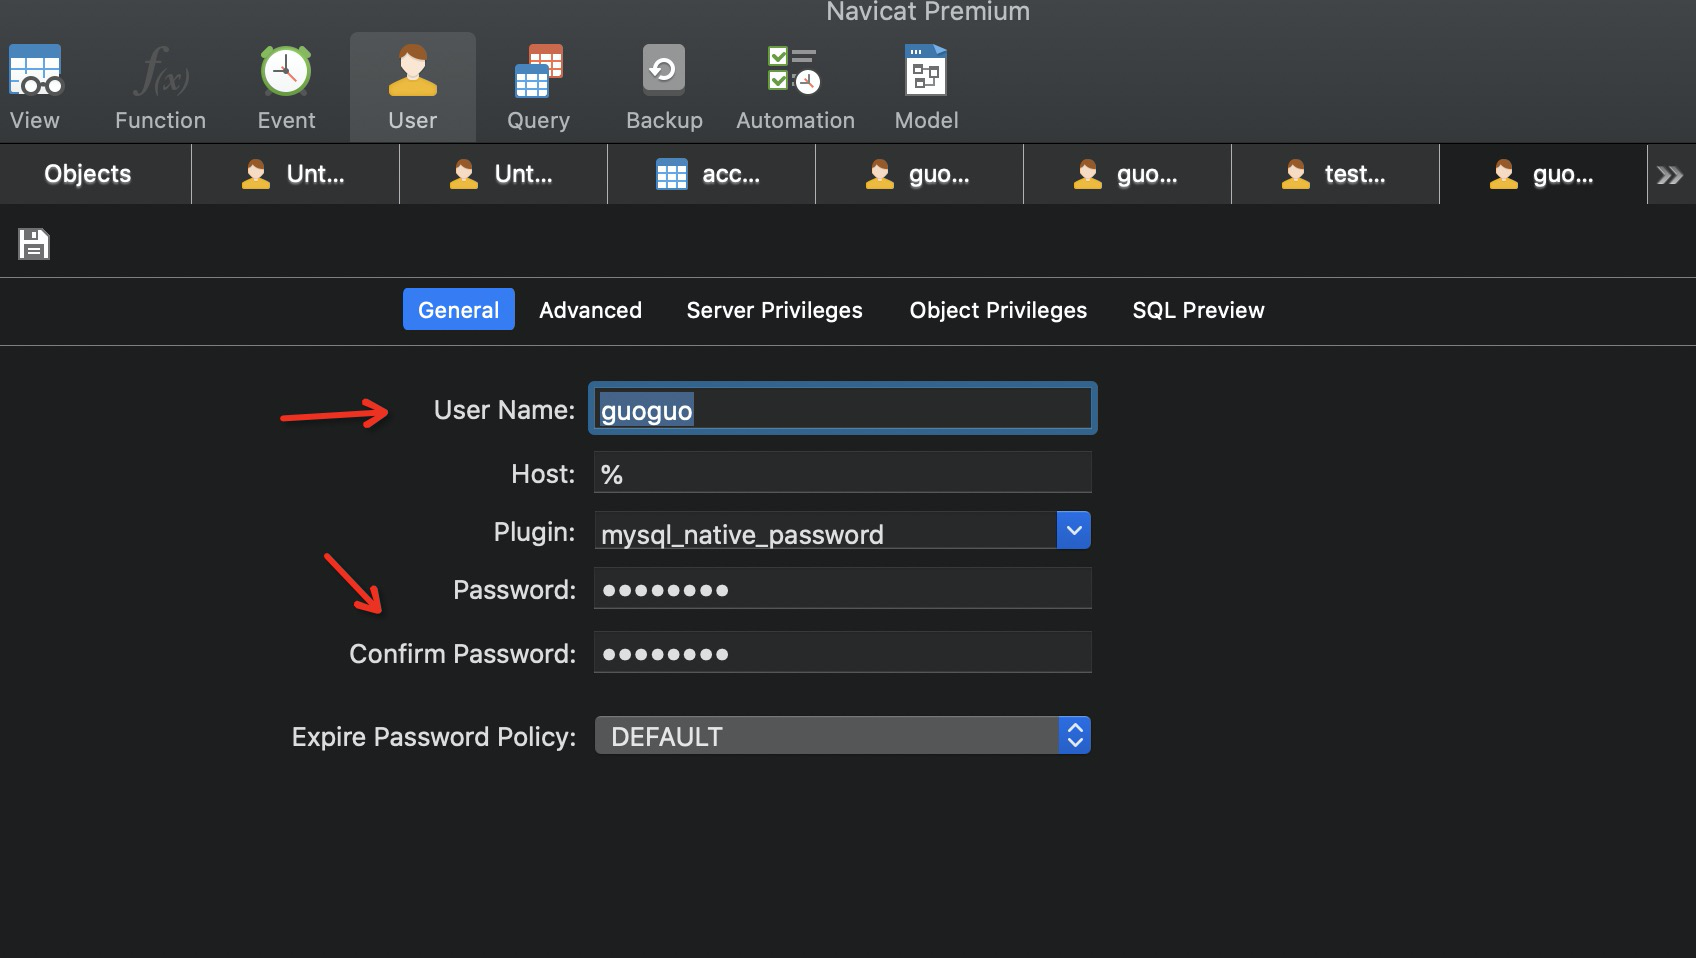 Navicat Premium
View Function Event User Query Backup Automation Model
Objects Unt... Unt... acc... guo... guo... test... guo...
General Advanced Server Privileges Object Privileges SQL Preview
User Name: guoguo
Host: %
Plugin: mysql_native_password
Password: ••••••••
Confirm Password: ••••••••
Expire Password Policy: DEFAULT